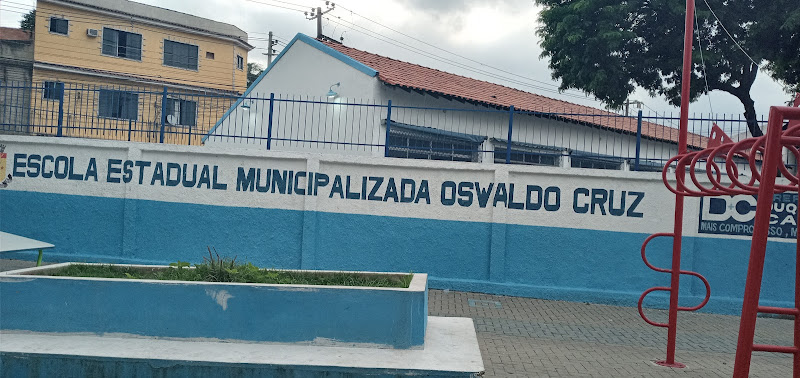 ESCOLA ESTADUAL MUNICIPALIZADA OSWALDO CRUZ
DC
MAIS COMPROMISSO,